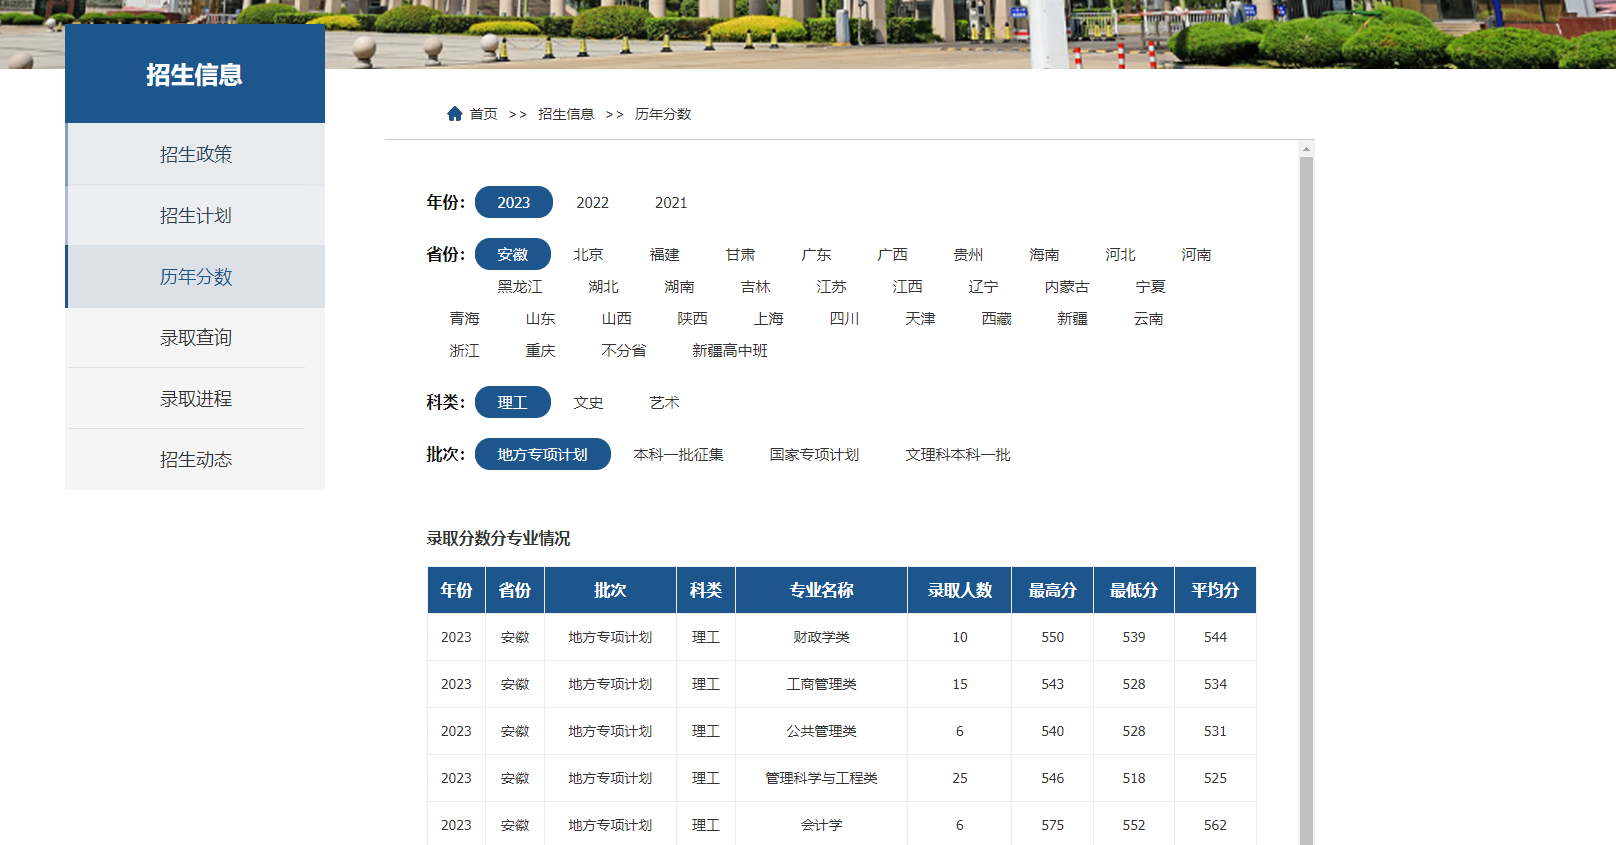 招生信息
招生政策
招生计划
历年分数
录取查询
录取进程
招生动态
首页 >> 招生信息 >> 历年分数
年份： 2023 2022 2021
省份： 安徽 北京 福建 甘肃 广东 广西 贵州 海南 河北 河南
黑龙江 湖北 湖南 吉林 江苏 江西 辽宁 内蒙古 宁夏
青海 山东 山西 陕西 上海 四川 天津 西藏 新疆 云南
浙江 重庆 不分省 新疆高中班
科类： 理工 文史 艺术
批次： 地方专项计划 本科一批征集 国家专项计划 文理科本科一批
录取分数分专业情况
年份 省份 批次 科类 专业名称 录取人数 最高分 最低分 平均分
2023 安徽 地方专项计划 理工 财政学类 10 550 539 544
2023 安徽 地方专项计划 理工 工商管理类 15 543 528 534
2023 安徽 地方专项计划 理工 公共管理类 6 540 528 531
2023 安徽 地方专项计划 理工 管理科学与工程类 25 546 518 525
2023 安徽 地方专项计划 理工 会计学 6 575 552 562